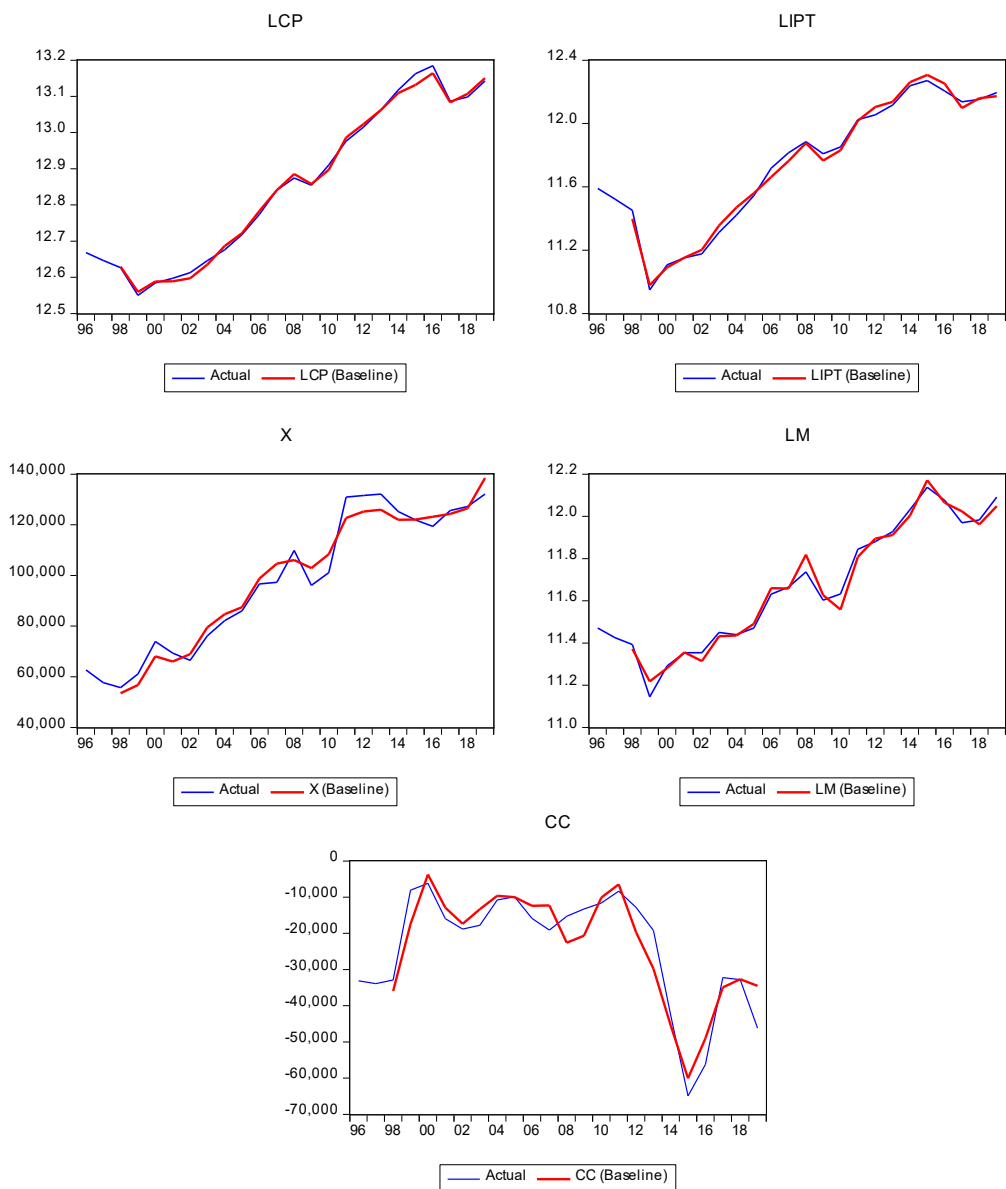 LCP
13.2
13.1
13.0
12.9
12.8
12.7
12.6
12.5
96 98 00 02 04 06 08 10 12 14 16 18
Actual LCP (Baseline)
LIPT
12.4
12.0
11.6
11.2
10.8
96 98 00 02 04 06 08 10 12 14 16 18
Actual LIPT (Baseline)
X
140,000
120,000
100,000
80,000
60,000
40,000
96 98 00 02 04 06 08 10 12 14 16 18
Actual X (Baseline)
LM
12.2
12.0
11.8
11.6
11.4
11.2
11.0
96 98 00 02 04 06 08 10 12 14 16 18
Actual LM (Baseline)
CC
0
-10,000
-20,000
-30,000
-40,000
-50,000
-60,000
-70,000
96 98 00 02 04 06 08 10 12 14 16 18
Actual CC (Baseline)